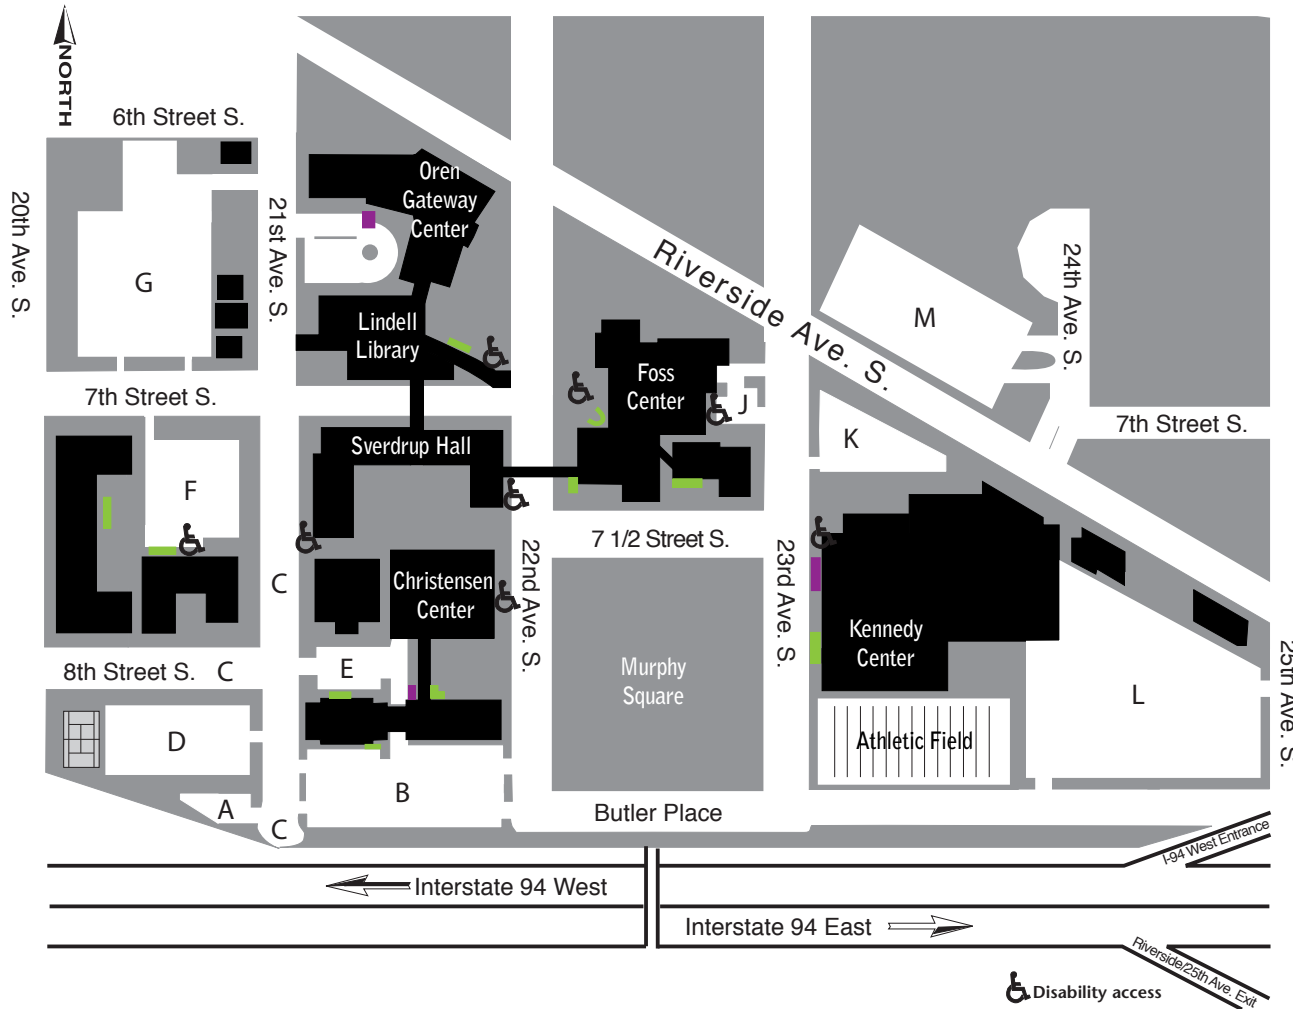 NORTH
6th Street S.
20th Ave. S.
21st Ave. S.
Oren
Gateway
Center
G
Lindell
Library
Riverside Ave. S.
24th Ave. S.
M
7th Street S.
Foss
Center
J
K
7th Street S.
Sverdrup Hall
F
7 1/2 Street S.
22nd Ave. S.
23rd Ave. S.
C
Christensen
Center
Kennedy
Center
25th Ave. S.
8th Street S.
C
E
Murphy
Square
L
D
Athletic Field
A
B
C
Butler Place
I-94 West Entrance
Interstate 94 West
Interstate 94 East
Riverside/25th Ave. Exit
Disability access